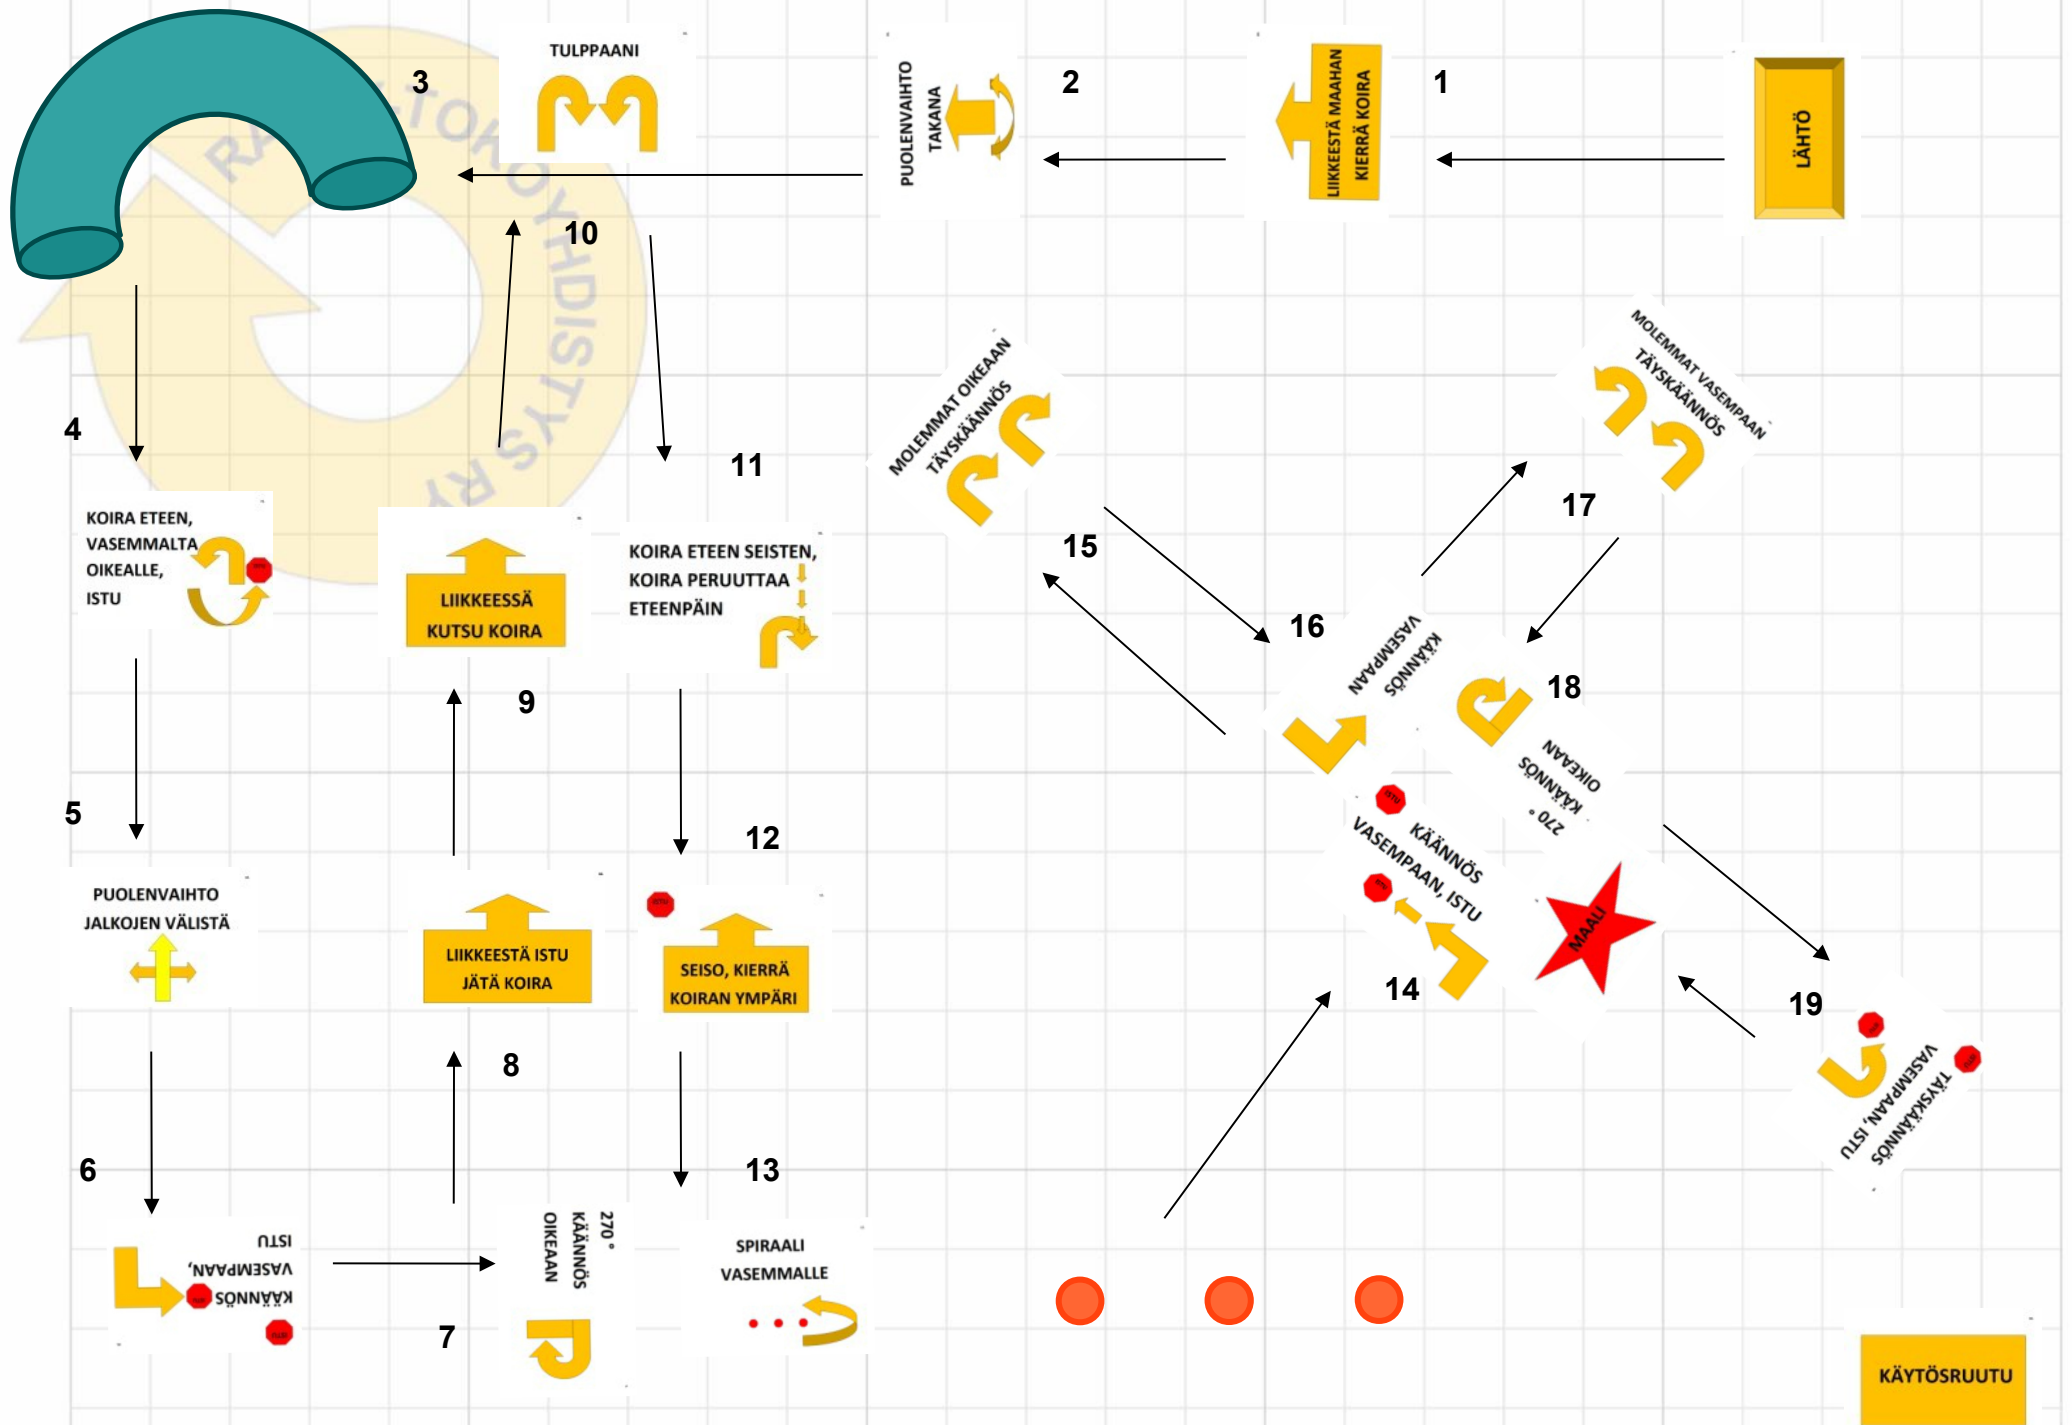 LÄHTÖ
1
LIIKKEESTÄ MAAHAN
KIERRÄ KOIRA
2
PUOLENVAIHTO
TAKANA
3
TULPPAANI
4
KOIRA ETEEN,
VASEMMALTA
OIKEALLE,
ISTU
5
PUOLENVAIHTO
JALKOJEN VÄLISTÄ
6
KÄÄNNÖS
VASEMPAAN,
ISTU
7
270 °
KÄÄNNÖS
OIKEAAN
8
LIIKKEESTÄ ISTU
JÄTÄ KOIRA
9
LIIKKEESSÄ
KUTSU KOIRA
10
11
KOIRA ETEEN SEISTEN,
KOIRA PERUUTTAA
ETEENPÄIN
12
SEISO, KIERRÄ
KOIRAN YMPÄRI
13
SPIRAALI
VASEMMALLE
14
KÄÄNNÖS
VASEMPAAN, ISTU
15
MOLEMMAT OIKEAAN
TÄYSKÄÄNNÖS
16
KÄÄNNÖS
VASEMPAAN
17
MOLEMMAT VASEMPAAN
TÄYSKÄÄNNÖS
18
270 °
KÄÄNNÖS
OIKEAAN
19
TÄYSKÄÄNNÖS
VASEMPAAN, ISTU
MAALI
KÄYTÖSRUUTU